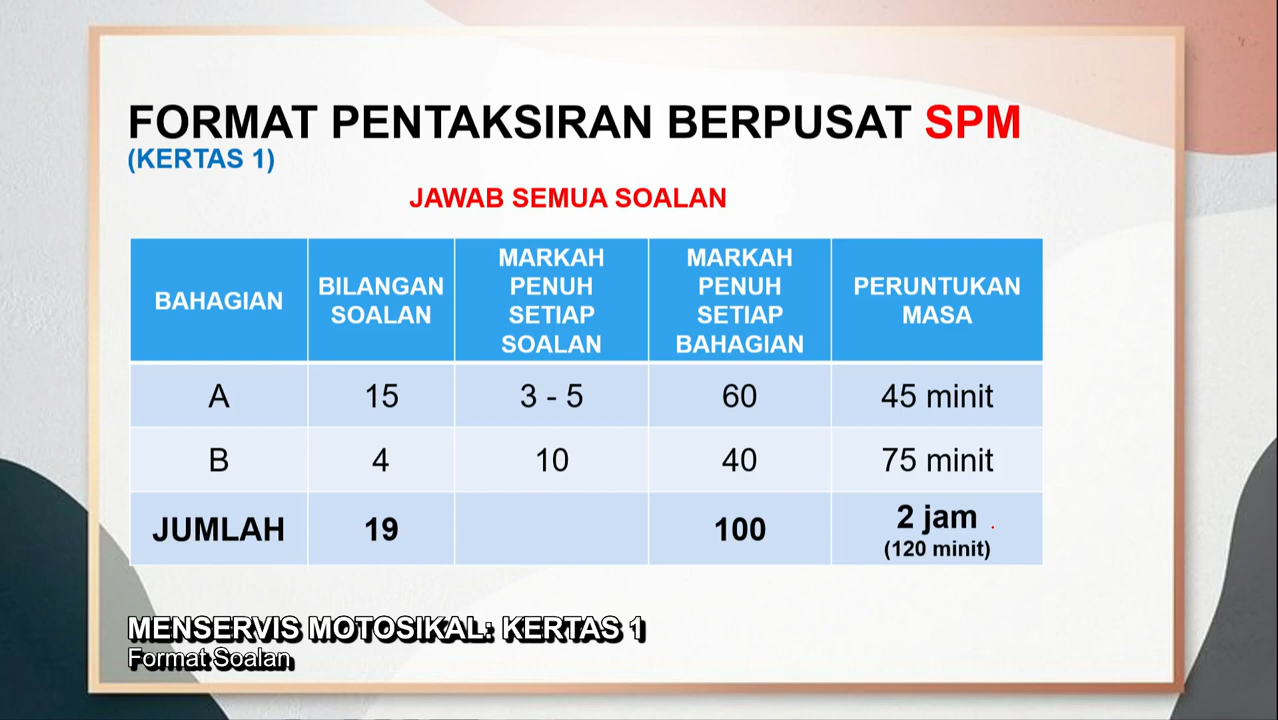 FORMAT PENTAKSIRAN BERPUSAT SPM
(KERTAS 1)
JAWAB SEMUA SOALAN
BAHAGIAN
BILANGAN
SOALAN
MARKAH
PENUH
SETIAP
SOALAN
MARKAH
PENUH
SETIAP
BAHAGIAN
PERUNTUKAN
MASA
A 15 3 - 5 60 45 minit
B 4 10 40 75 minit
JUMLAH 19 100 2 jam
(120 minit)
MENSERVIS MOTOSIKAL: KERTAS 1
Format Soalan